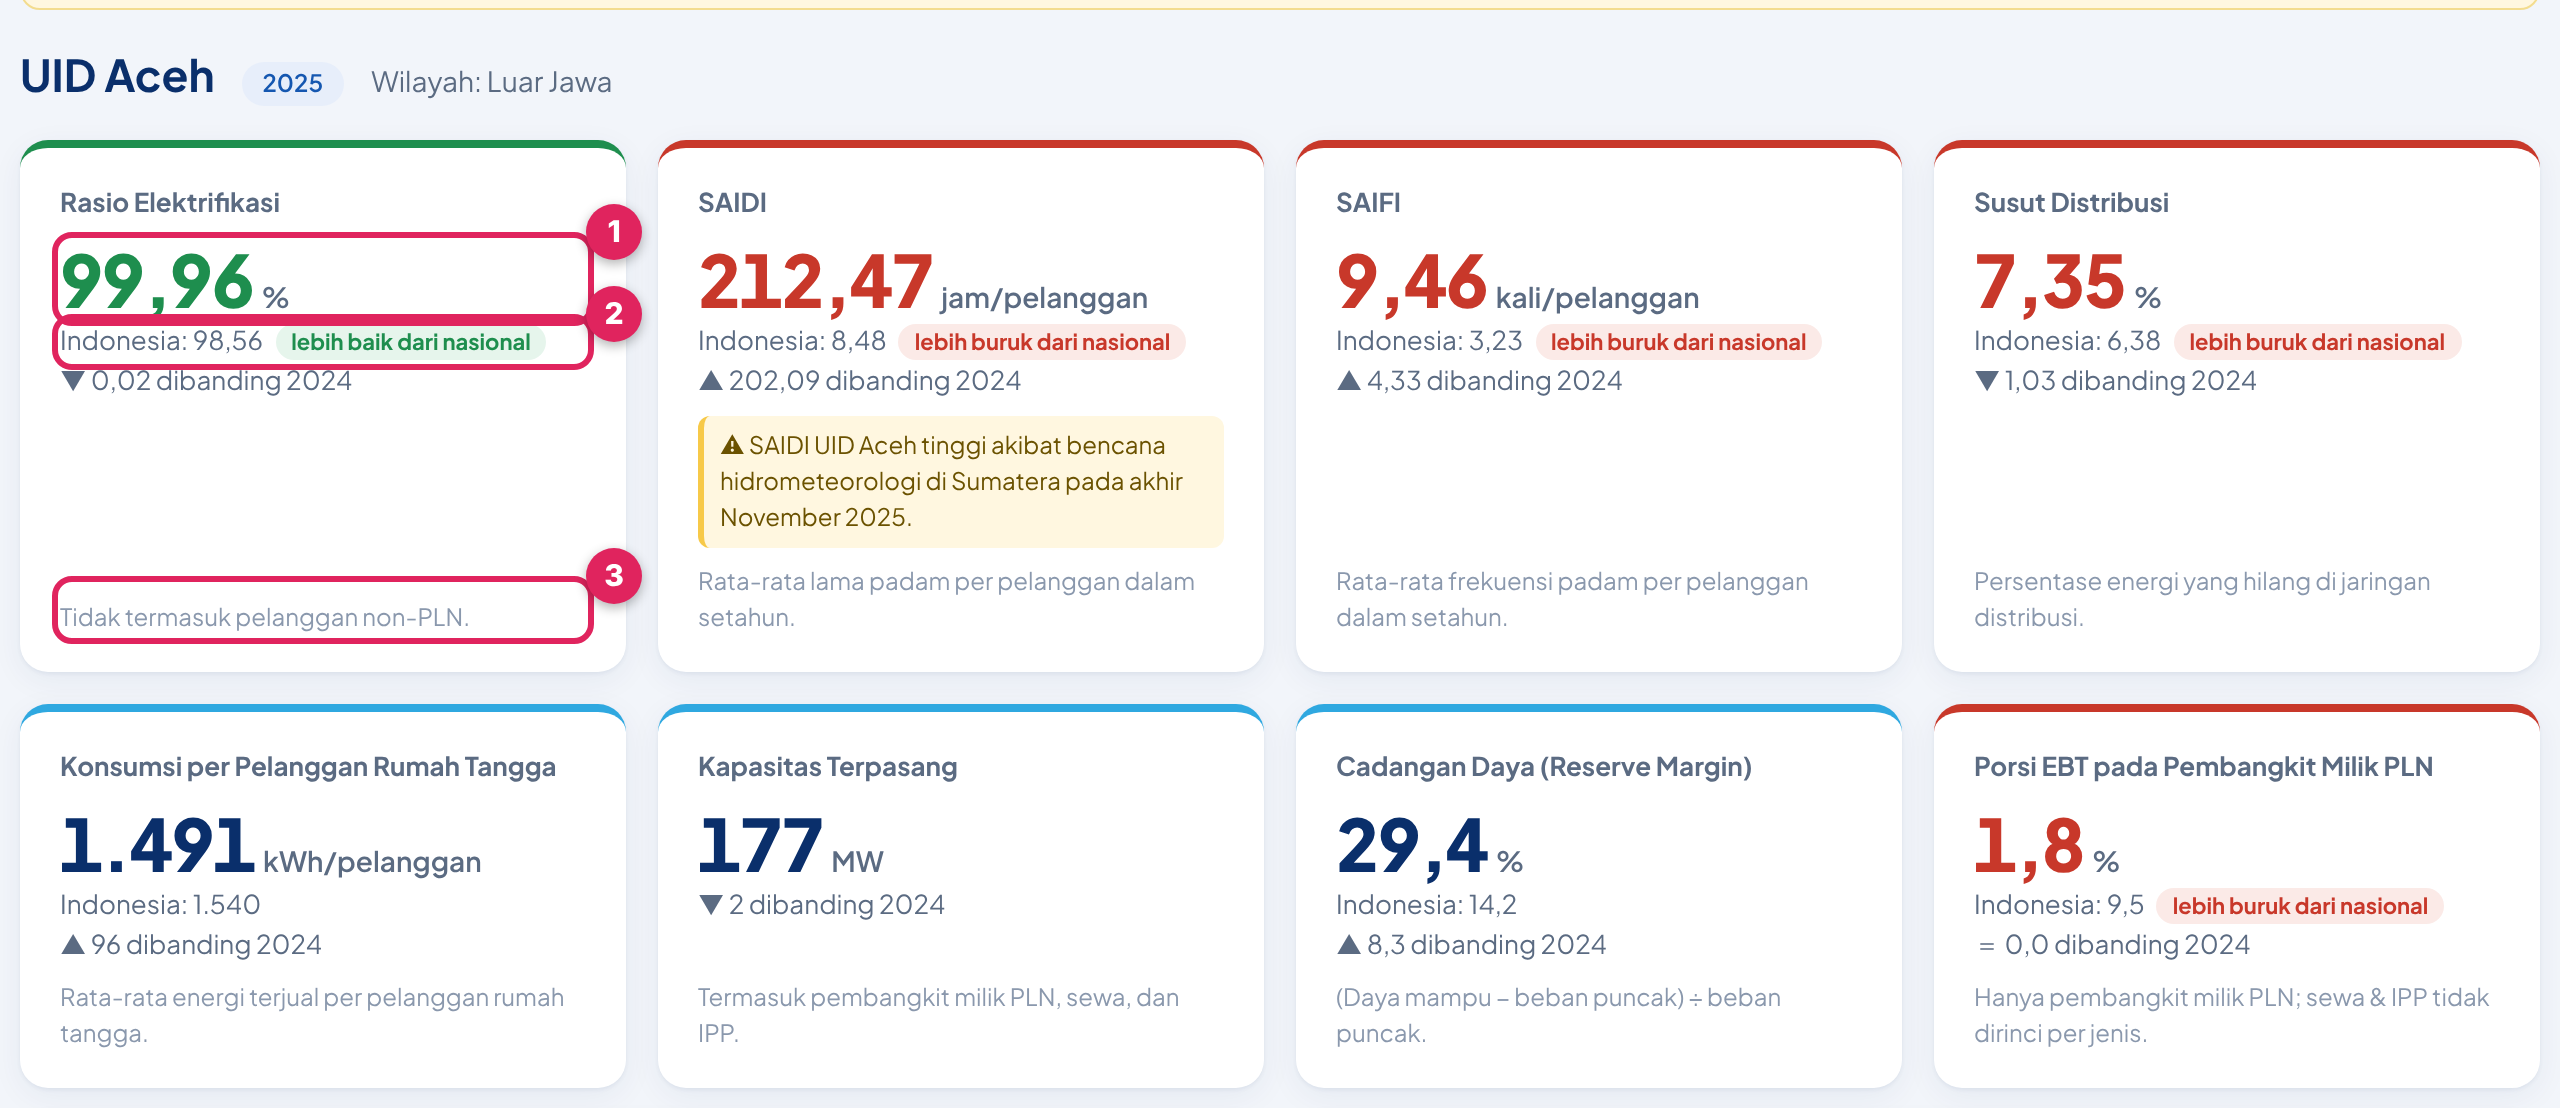 UID Aceh 2025 Wilayah: Luar Jawa
Rasio Elektrifikasi
1
99,96 %
2
Indonesia: 98,56 lebih baik dari nasional
▼ 0,02 dibanding 2024
3
Tidak termasuk pelanggan non-PLN.
SAIDI
212,47 jam/pelanggan
Indonesia: 8,48 lebih buruk dari nasional
▲ 202,09 dibanding 2024
⚠ SAIDI UID Aceh tinggi akibat bencana
hidrometeorologi di Sumatera pada akhir
November 2025.
Rata-rata lama padam per pelanggan dalam
setahun.
SAIFI
9,46 kali/pelanggan
Indonesia: 3,23 lebih buruk dari nasional
▲ 4,33 dibanding 2024
Rata-rata frekuensi padam per pelanggan
dalam setahun.
Susut Distribusi
7,35 %
Indonesia: 6,38 lebih buruk dari nasional
▼ 1,03 dibanding 2024
Persentase energi yang hilang di jaringan
distribusi.
Konsumsi per Pelanggan Rumah Tangga
1.491 kWh/pelanggan
Indonesia: 1.540
▲ 96 dibanding 2024
Rata-rata energi terjual per pelanggan rumah
tangga.
Kapasitas Terpasang
177 MW
▼ 2 dibanding 2024
Termasuk pembangkit milik PLN, sewa, dan
IPP.
Cadangan Daya (Reserve Margin)
29,4 %
Indonesia: 14,2
▲ 8,3 dibanding 2024
(Daya mampu – beban puncak) ÷ beban
puncak.
Porsi EBT pada Pembangkit Milik PLN
1,8 %
Indonesia: 9,5 lebih buruk dari nasional
= 0,0 dibanding 2024
Hanya pembangkit milik PLN; sewa & IPP tidak
dirinci per jenis.